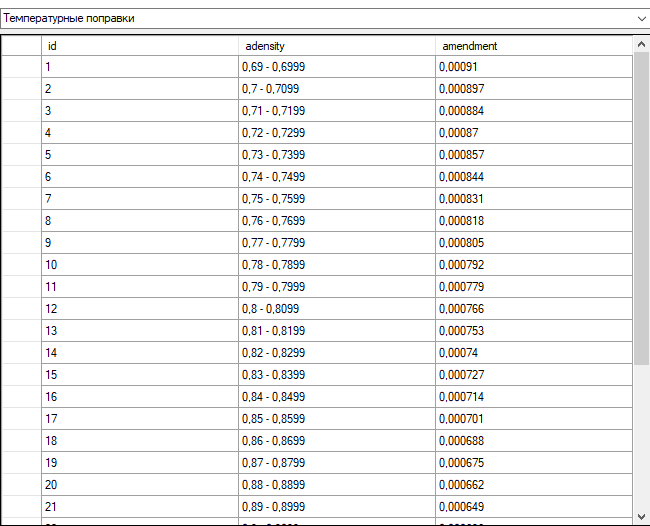 Температурные поправки
id adensity amendment
1 0,69 - 0,6999 0,00091
2 0,7 - 0,7099 0,000897
3 0,71 - 0,7199 0,000884
4 0,72 - 0,7299 0,00087
5 0,73 - 0,7399 0,000857
6 0,74 - 0,7499 0,000844
7 0,75 - 0,7599 0,000831
8 0,76 - 0,7699 0,000818
9 0,77 - 0,7799 0,000805
10 0,78 - 0,7899 0,000792
11 0,79 - 0,7999 0,000779
12 0,8 - 0,8099 0,000766
13 0,81 - 0,8199 0,000753
14 0,82 - 0,8299 0,00074
15 0,83 - 0,8399 0,000727
16 0,84 - 0,8499 0,000714
17 0,85 - 0,8599 0,000701
18 0,86 - 0,8699 0,000688
19 0,87 - 0,8799 0,000675
20 0,88 - 0,8899 0,000662
21 0,89 - 0,8999 0,000649